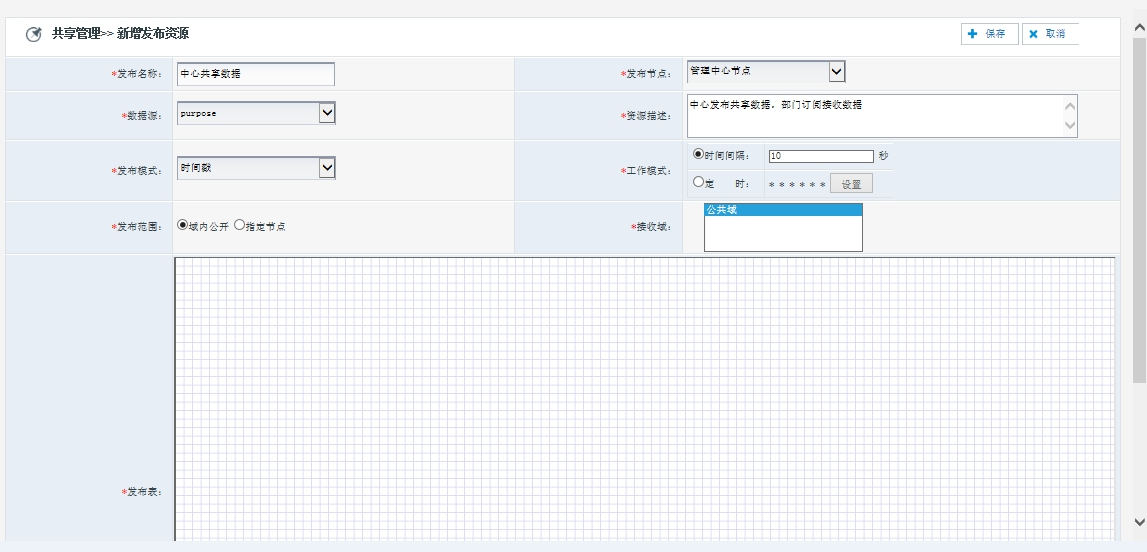 共享管理>> 新增发布资源
保存
取消
*发布名称：
中心共享数据
*发布节点：
管理中心节点
*数据源：
purpose
*资源描述：
中心发布共享数据，部门订阅接收数据
*发布模式：
时间戳
*工作模式：
时间间隔：
10
秒
定　时：
* * * * * *
设置
*发布范围：
域内公开
指定节点
*接收域：
公共域
*发布表：